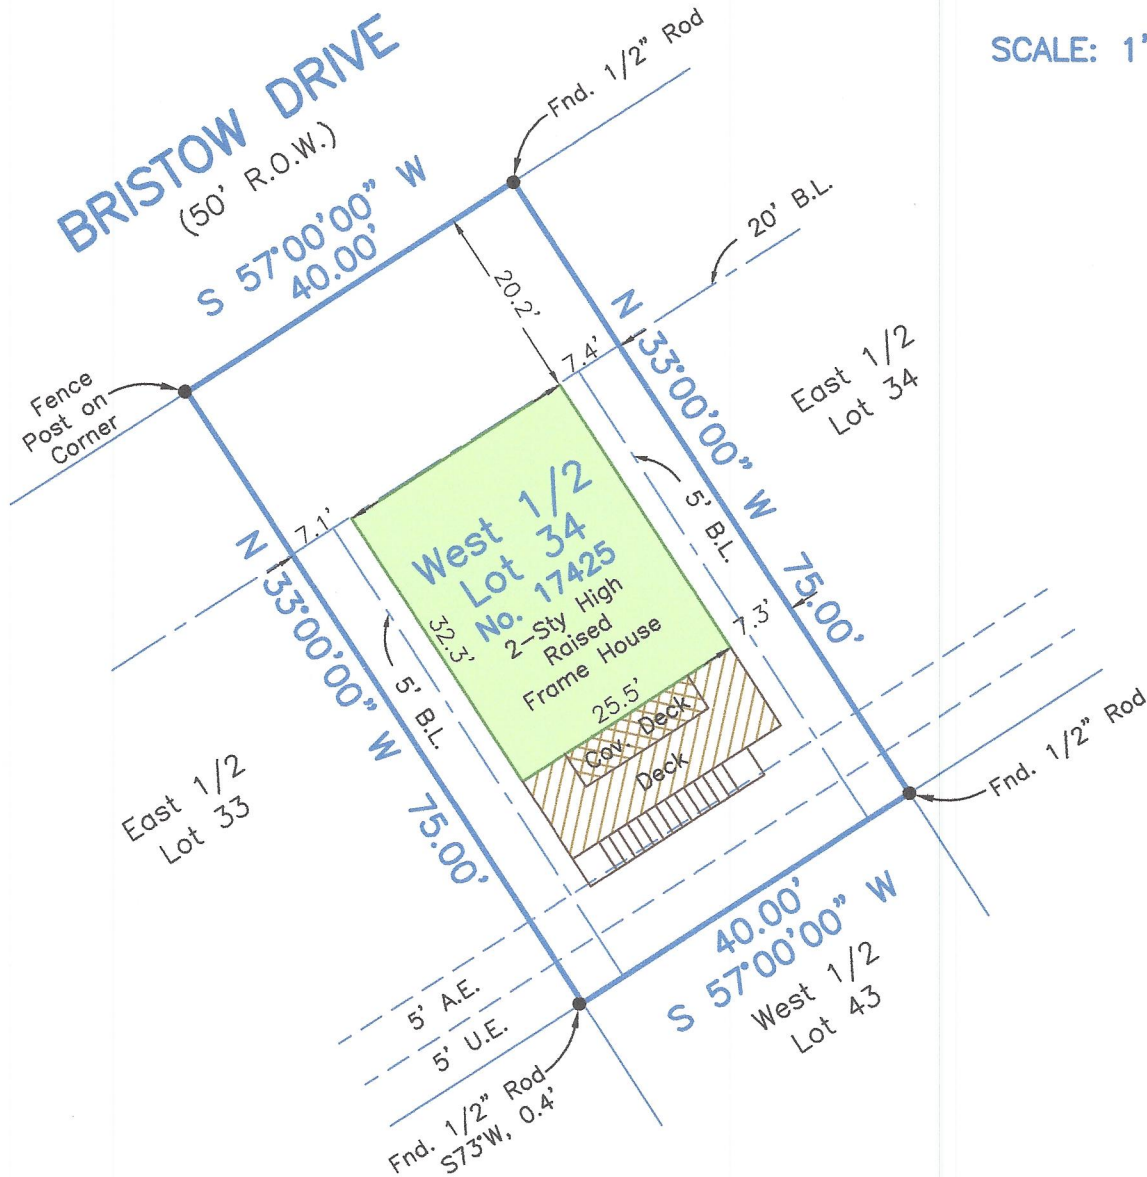 SCALE: 1'
BRISTOW DRIVE
(50' R.O.W.)
S 57°00'00" W
40.00'
Fnd. 1/2" Rod
20' B.L.
20.2'
7.4'
N 33°00'00" W 75.00'
East 1/2
Lot 34
Fence
Post on
Corner
7.1'
N 33°00'00" W 75.00'
West 1/2
Lot 34
No. 17425
2-Sty High
Raised
Frame House
32.3'
25.5'
5' B.L.
5' B.L.
7.3'
Cov. Deck
Deck
East 1/2
Lot 33
Fnd. 1/2" Rod
40.00'
S 57°00'00" W
West 1/2
Lot 43
5' A.E.
5' U.E.
Fnd. 1/2" Rod
S73°W, 0.4'